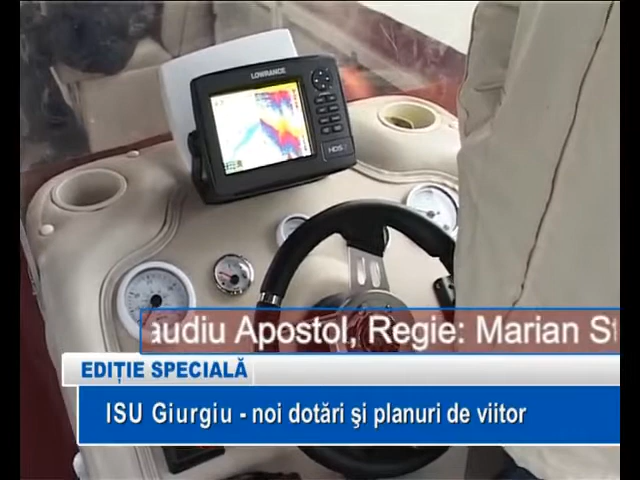 LOWRANCE
HDS
audiu Apostol, Regie: Marian St
EDIȚIE SPECIALĂ
ISU Giurgiu - noi dotări şi planuri de viitor